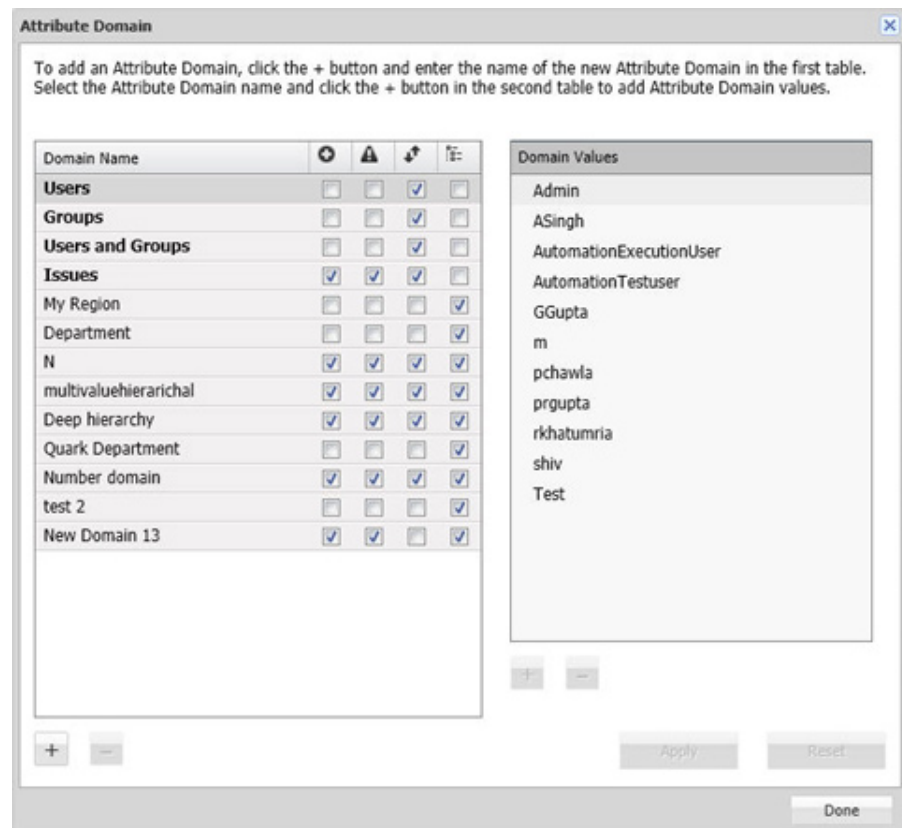 Attribute Domain
To add an Attribute Domain, click the + button and enter the name of the new Attribute Domain in the first table.
Select the Attribute Domain name and click the + button in the second table to add Attribute Domain values.
Domain Name
Users
Groups
Users and Groups
Issues
My Region
Department
N
multivaluehierarichal
Deep hierarchy
Quark Department
Number domain
test 2
New Domain 13
Domain Values
Admin
ASingh
AutomationExecutionUser
AutomationTestuser
GGupta
m
pchawla
prgupta
rkhatumria
shiv
Test
+ -
+ -
Apply
Reset
Done